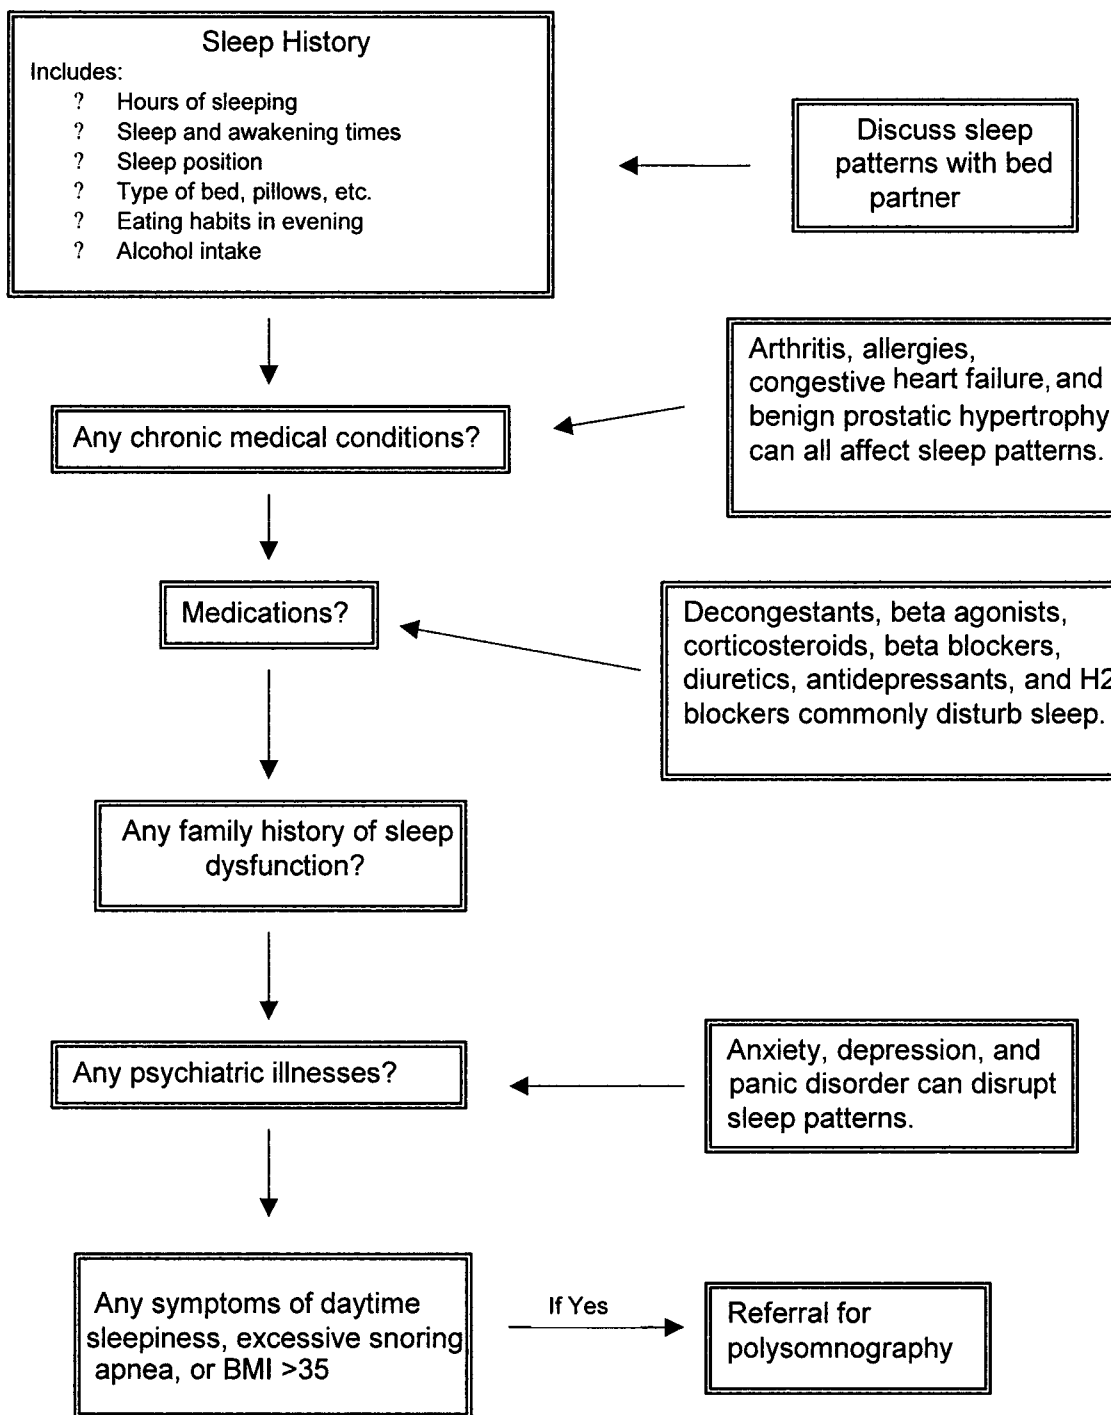 Sleep History
Includes:
? Hours of sleeping
? Sleep and awakening times
? Sleep position
? Type of bed, pillows, etc.
? Eating habits in evening
? Alcohol intake
Discuss sleep
patterns with bed
partner
Arthritis, allergies,
congestive heart failure, and
benign prostatic hypertrophy
can all affect sleep patterns.
Any chronic medical conditions?
Medications?
Decongestants, beta agonists,
corticosteroids, beta blockers,
diuretics, antidepressants, and H2
blockers commonly disturb sleep.
Any family history of sleep
dysfunction?
Any psychiatric illnesses?
Anxiety, depression, and
panic disorder can disrupt
sleep patterns.
Any symptoms of daytime
sleepiness, excessive snoring
apnea, or BMI >35
If Yes
Referral for
polysomnography